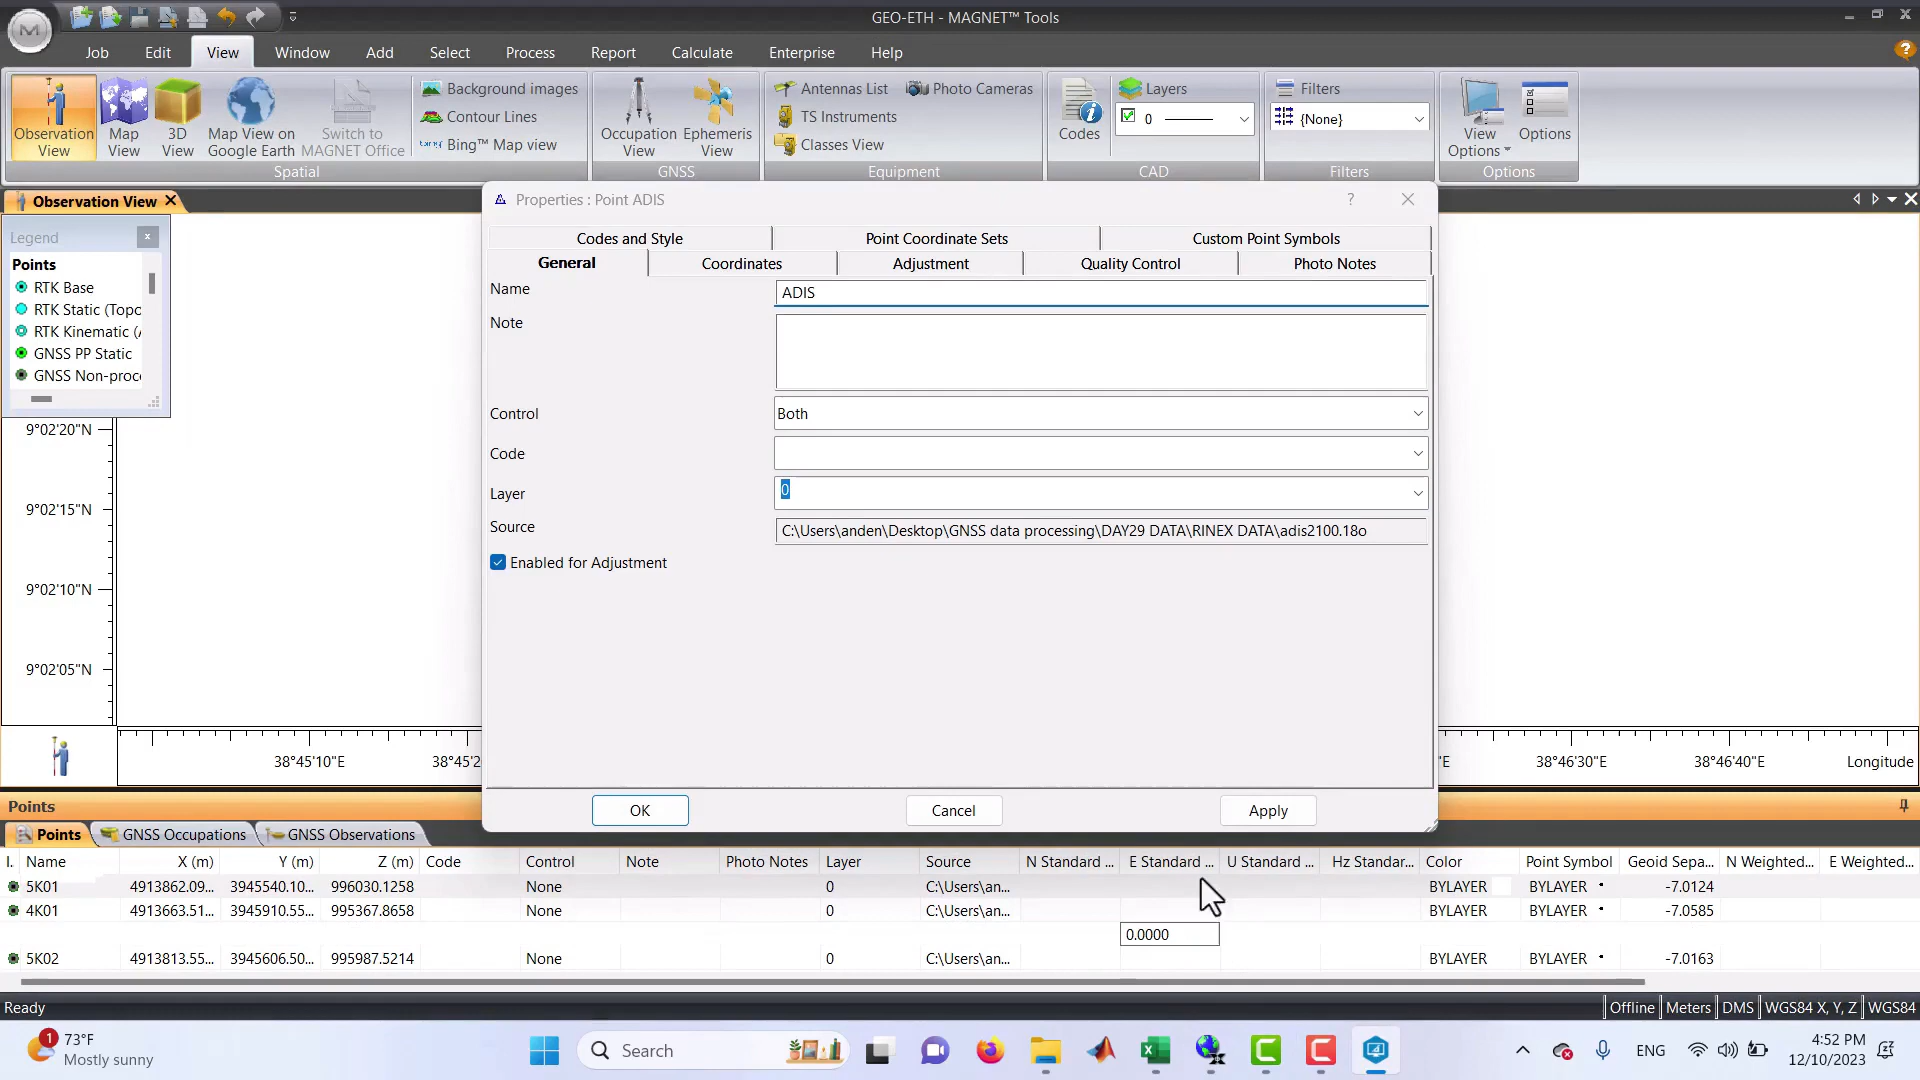 GEO-ETH - MAGNET™ Tools
Job Edit View Window Add Select Process Report Calculate Enterprise Help
Observation View
Map View
3D View
Map View on Google Earth
Switch to MAGNET Office
Background images
Contour Lines
bing™ Bing™ Map view
Spatial
Occupation View
Ephemeris View
GNSS
Antennas List
Photo Cameras
TS Instruments
Classes View
Equipment
Codes
Layers
0
CAD
Filters
{None}
Filters
View Options
Options
Options
Observation View
Legend
Points
RTK Base
RTK Static (Topo
RTK Kinematic (
GNSS PP Static
GNSS Non-proc
9°02'20"N
9°02'15"N
9°02'10"N
9°02'05"N
38°45'10"E 38°45'2 'E 38°46'30"E 38°46'40"E Longitude
Properties : Point ADIS
?
Codes and Style Point Coordinate Sets Custom Point Symbols
General Coordinates Adjustment Quality Control Photo Notes
Name ADIS
Note
Control Both
Code
Layer 0
Source C:\Users\anden\Desktop\GNSS data processing\DAY29 DATA\RINEX DATA\adis2100.18o
Enabled for Adjustment
OK Cancel Apply
Points
Points GNSS Occupations GNSS Observations
I. Name X (m) Y (m) Z (m) Code Control Note Photo Notes Layer Source N Standard ... E Standard ... U Standard ... Hz Standar... Color Point Symbol Geoid Sepa... N Weighted... E Weighted...
5K01 4913862.09... 3945540.10... 996030.1258 None 0 C:\Users\an... BYLAYER BYLAYER -7.0124
4K01 4913663.51... 3945910.55... 995367.8658 None 0 C:\Users\an... BYLAYER BYLAYER -7.0585
0.0000
5K02 4913813.55... 3945606.50... 995987.5214 None 0 C:\Users\an... BYLAYER BYLAYER -7.0163
Ready Offline Meters DMS WGS84 X, Y, Z WGS84
1 73°F
Mostly sunny
Search
ENG
4:52 PM
12/10/2023